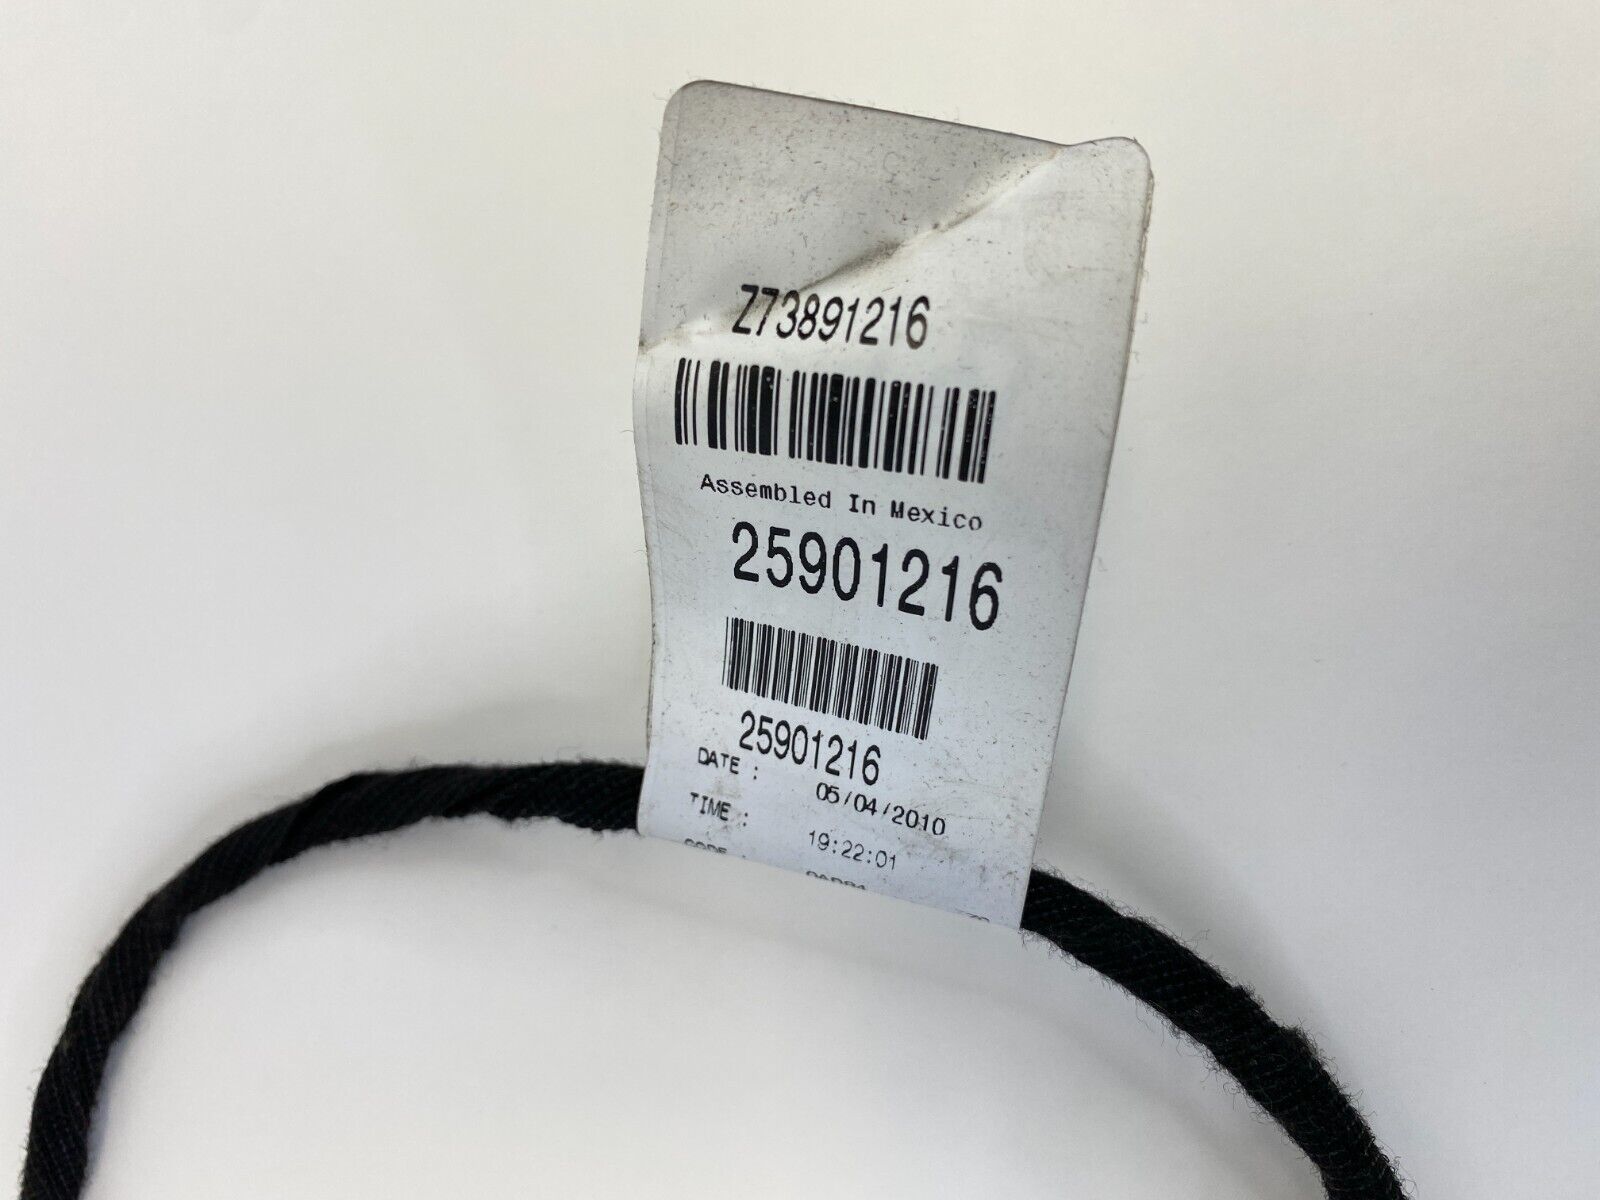 Z73891216
Assembled In Mexico
25901216
25901216
DATE : 05/04/2010
TIME : 19:22:01